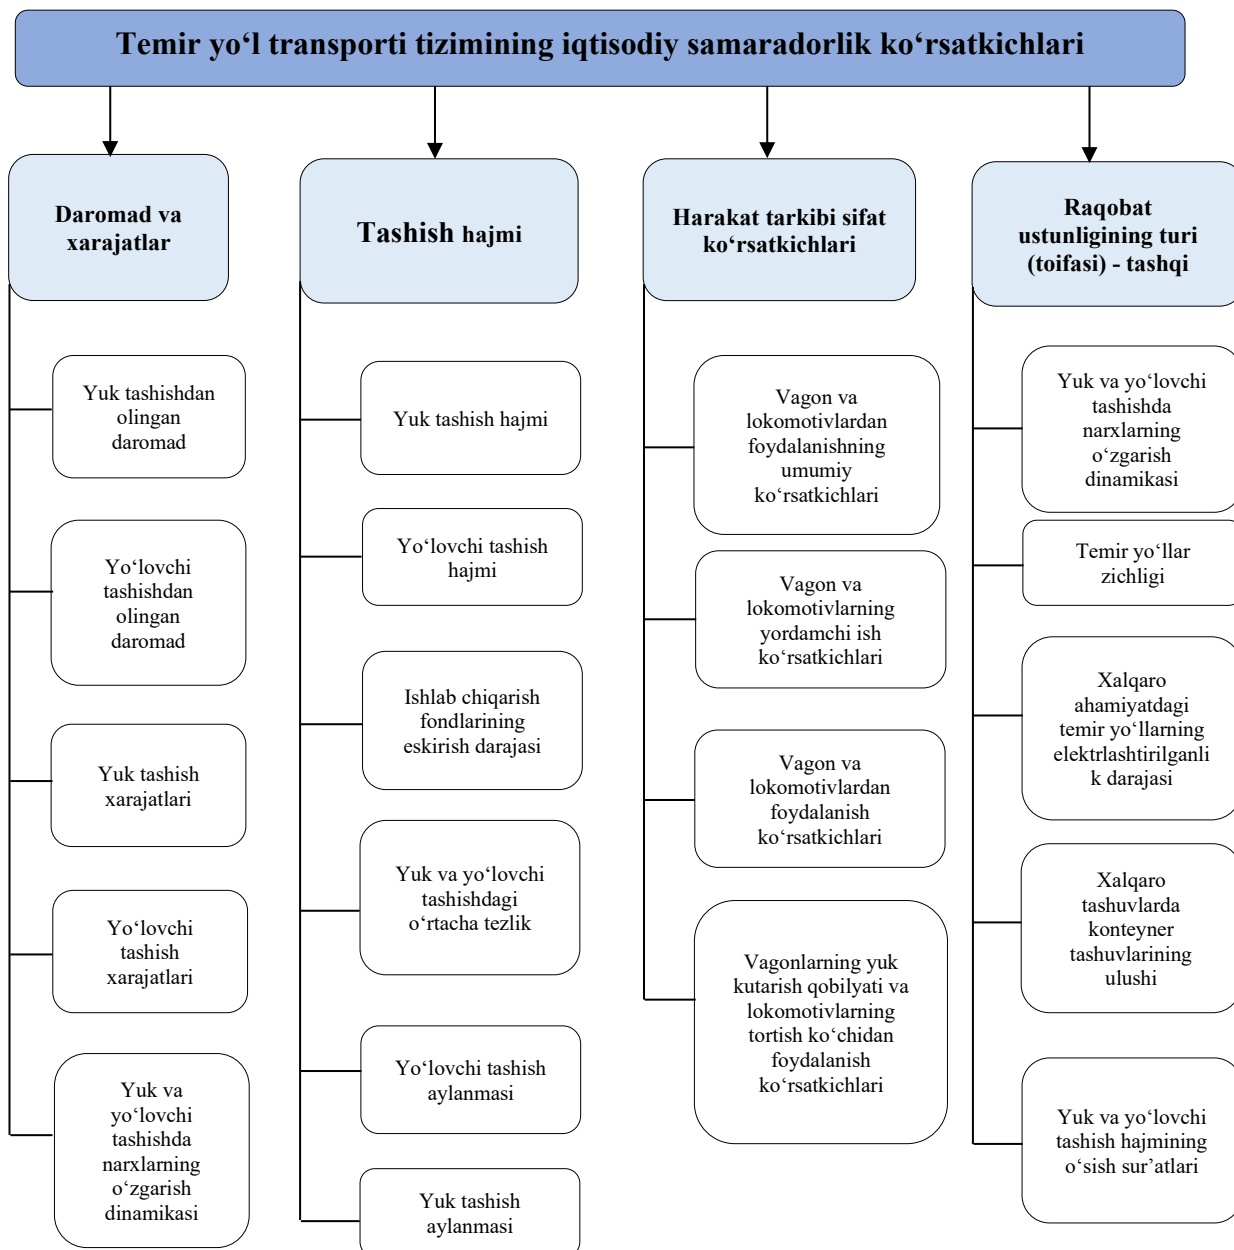 Temir yo‘l transporti tizimining iqtisodiy samaradorlik ko‘rsatkichlari
Daromad va
xarajatlar
Yuk tashishdan
olingan
daromad
Yo‘lovchi
tashishdan
olingan
daromad
Yuk tashish
xarajatlari
Yo‘lovchi
tashish
xarajatlari
Yuk va
yo‘lovchi
tashishda
narxlarning
o‘zgarish
dinamikasi
Tashish hajmi
Yuk tashish hajmi
Yo‘lovchi tashish
hajmi
Ishlab chiqarish
fondlarining
eskirish darajasi
Yuk va yo‘lovchi
tashishdagi
o‘rtacha tezlik
Yo‘lovchi tashish
aylanmasi
Yuk tashish
aylanmasi
Harakat tarkibi sifat
ko‘rsatkichlari
Vagon va
lokomotivlardan
foydalanishning
umumiy
ko‘rsatkichlari
Vagon va
lokomotivlarning
yordamchi ish
ko‘rsatkichlari
Vagon va
lokomotivlardan
foydalanish
ko‘rsatkichlari
Vagonlarning yuk
kutarish qobilyati va
lokomotivlarning
tortish ko‘chidan
foydalanish
ko‘rsatkichlari
Raqobat
ustunligining turi
(toifasi) - tashqi
Yuk va yo‘lovchi
tashishda
narxlarning
o‘zgarish
dinamikasi
Temir yo‘llar
zichligi
Xalqaro
ahamiyatdagi
temir yo‘llarning
elektrlashtirilganli
k darajasi
Xalqaro
tashuvlarda
konteyner
tashuvlarining
ulushi
Yuk va yo‘lovchi
tashish hajmining
o‘sish sur’atlari